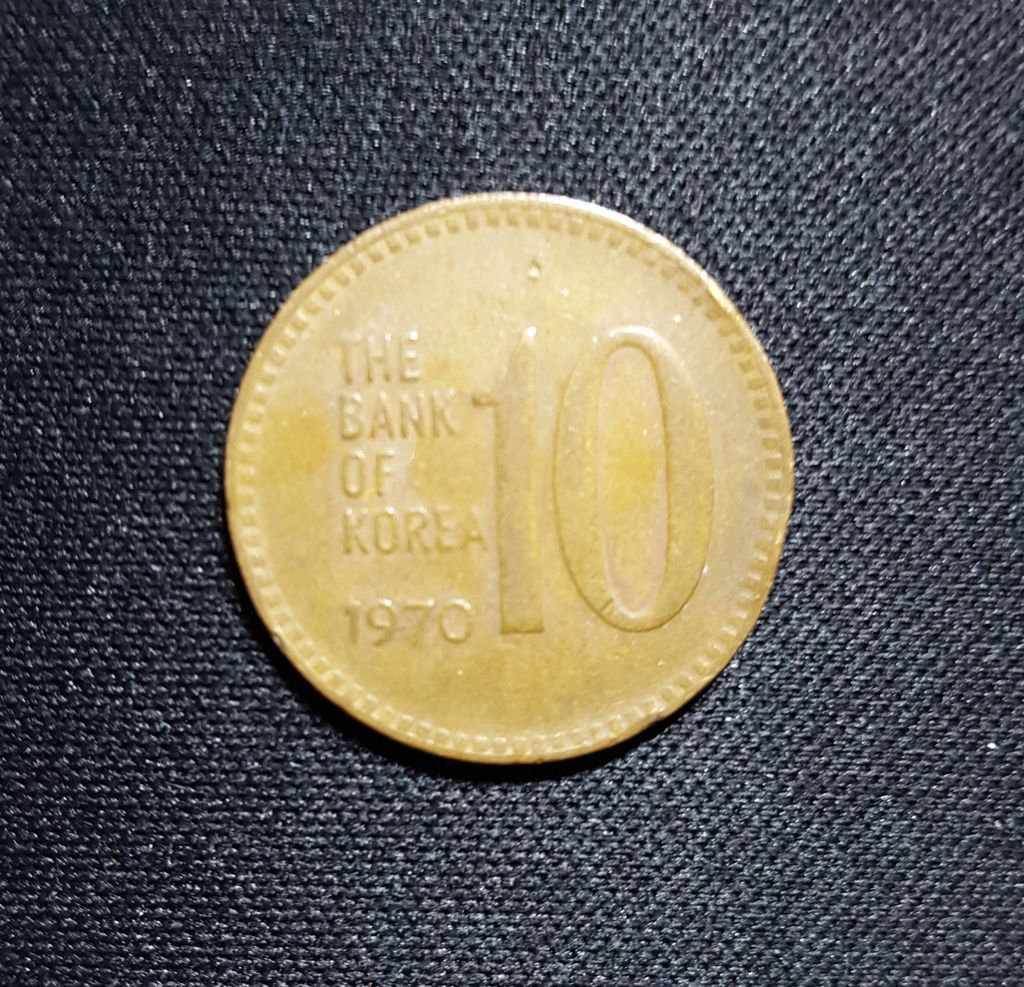 THE
BANK
OF
KOREA
1970
10